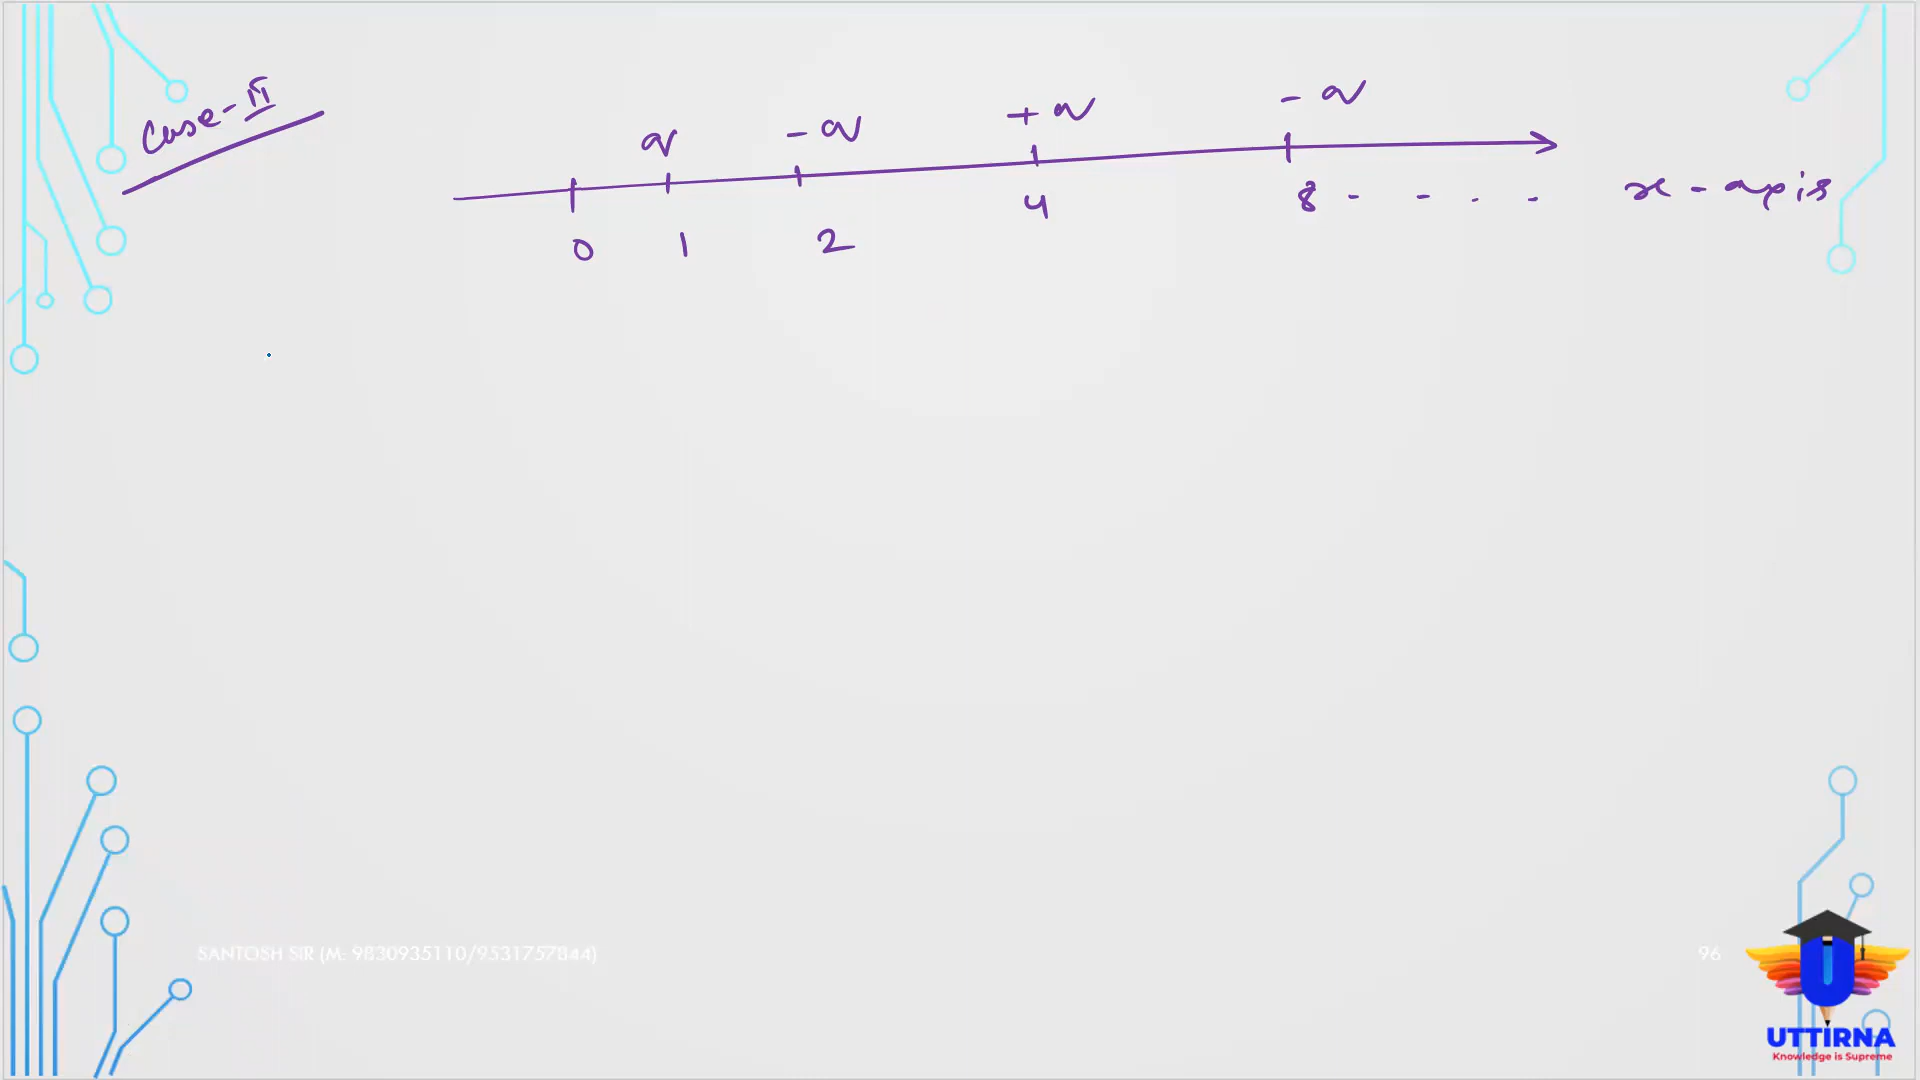 Case-II
q -q +q -q
0 1 2 4 8 - - - - x-axis
SANTOSH SIR (M: 9830935110/9531757844)
96
UTTIRNA
Knowledge is Supreme